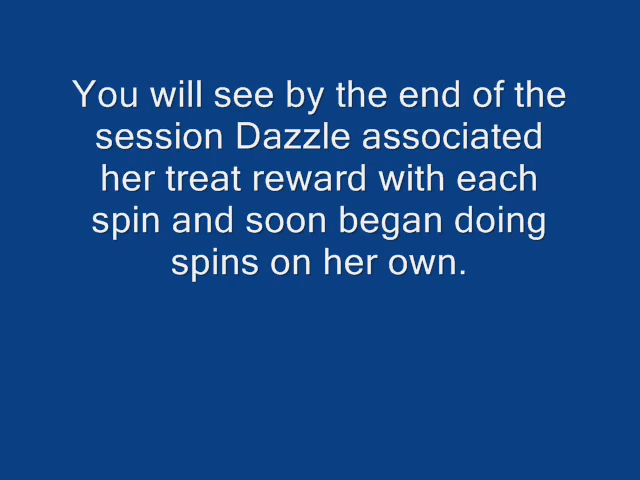 You will see by the end of the
session Dazzle associated
her treat reward with each
spin and soon began doing
spins on her own.